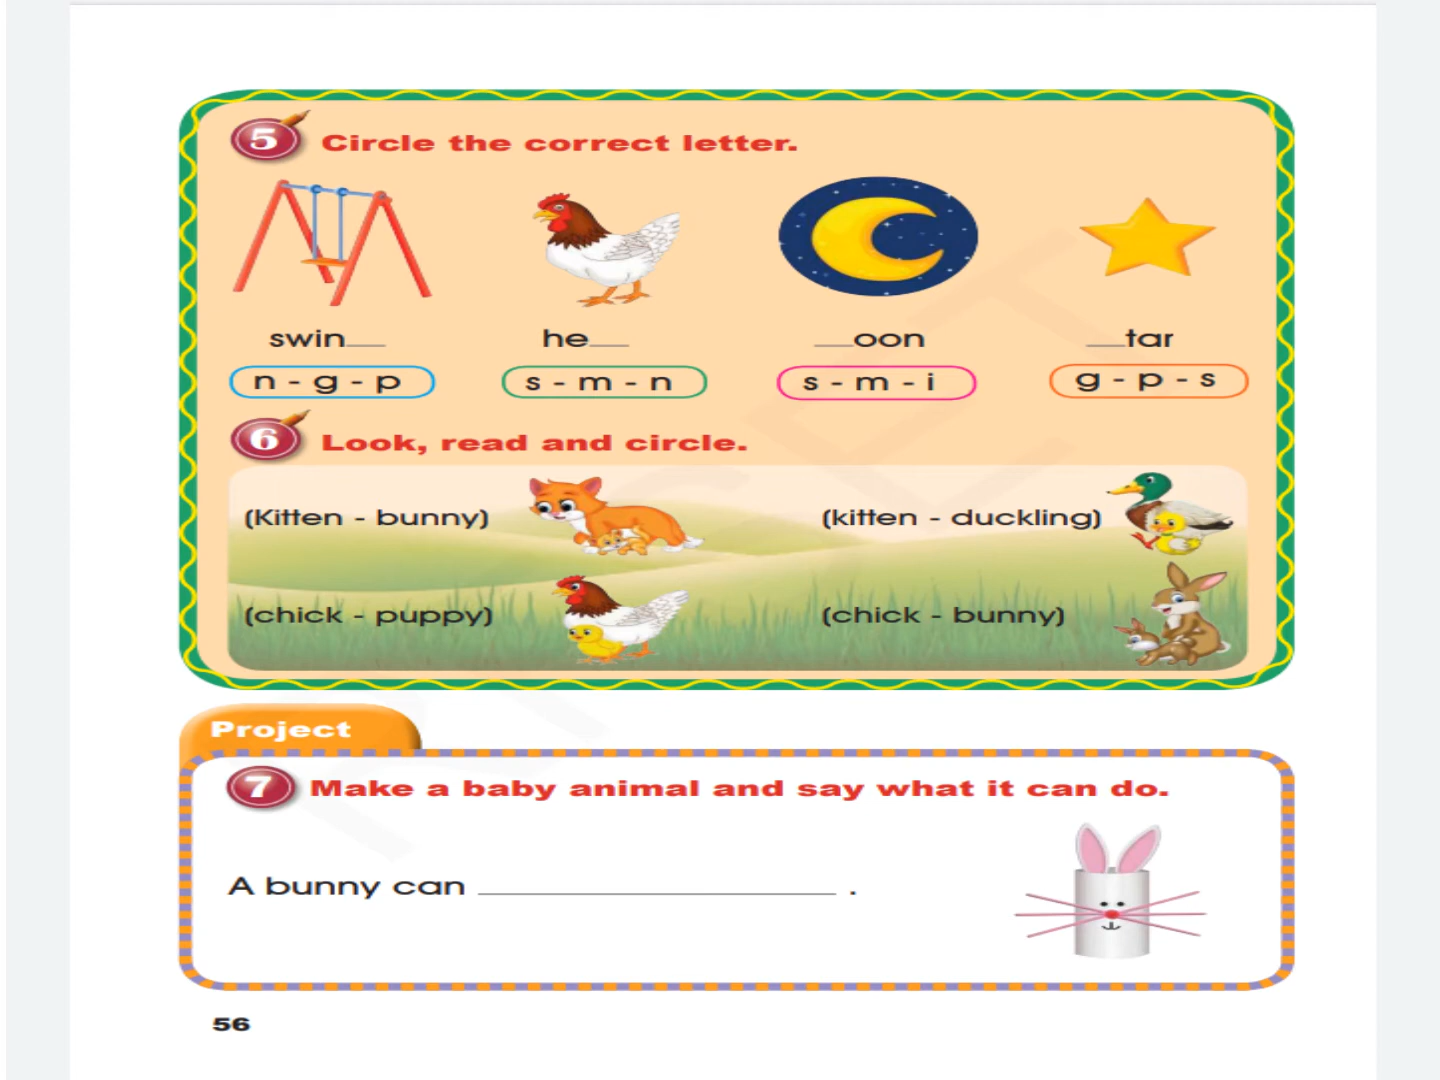 5 Circle the correct letter.
swin__ he__ __oon __tar
n - g - p s - m - n s - m - i g - p - s
6 Look, read and circle.
(Kitten - bunny) (kitten - duckling)
(chick - puppy) (chick - bunny)
Project
7 Make a baby animal and say what it can do.
A bunny can ____________________ .
56